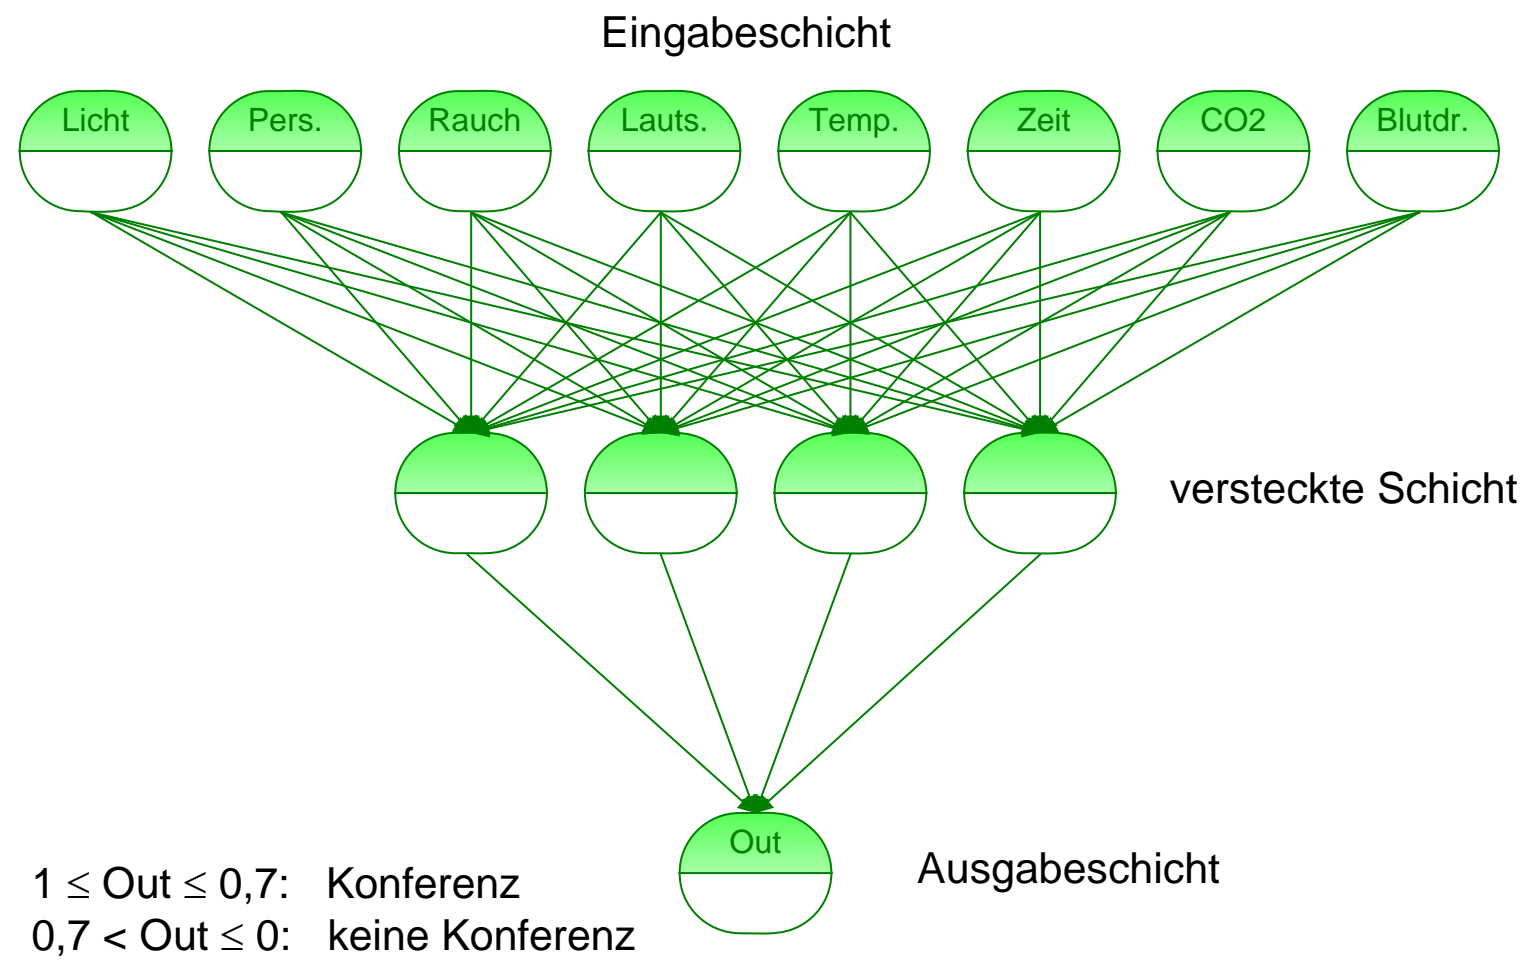 Eingabeschicht
Licht Pers. Rauch Lauts. Temp. Zeit CO2 Blutdr.
versteckte Schicht
Out
Ausgabeschicht
1 ≤ Out ≤ 0,7: Konferenz
0,7 < Out ≤ 0: keine Konferenz